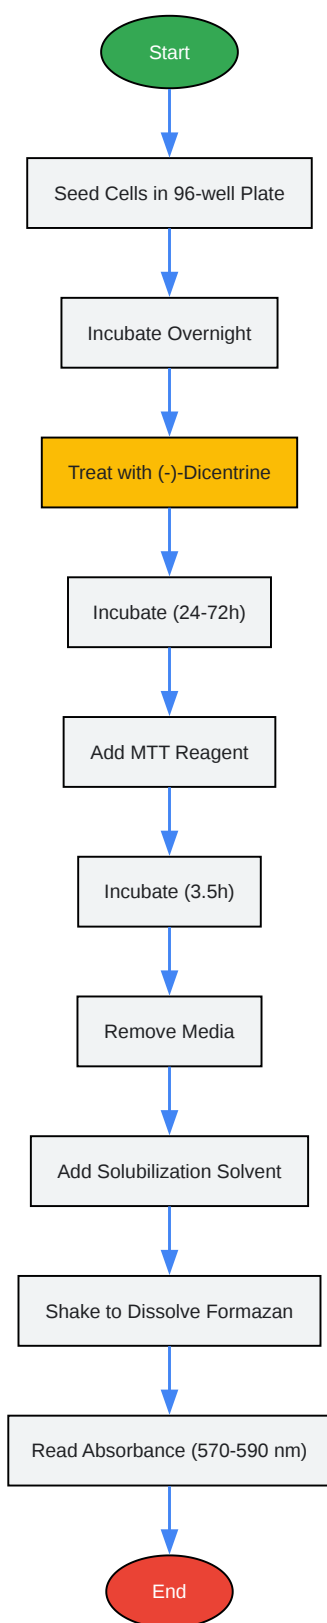 Start
Seed Cells in 96-well Plate
Incubate Overnight
Treat with (-)-Dicentrine
Incubate (24-72h)
Add MTT Reagent
Incubate (3.5h)
Remove Media
Add Solubilization Solvent
Shake to Dissolve Formazan
Read Absorbance (570-590 nm)
End